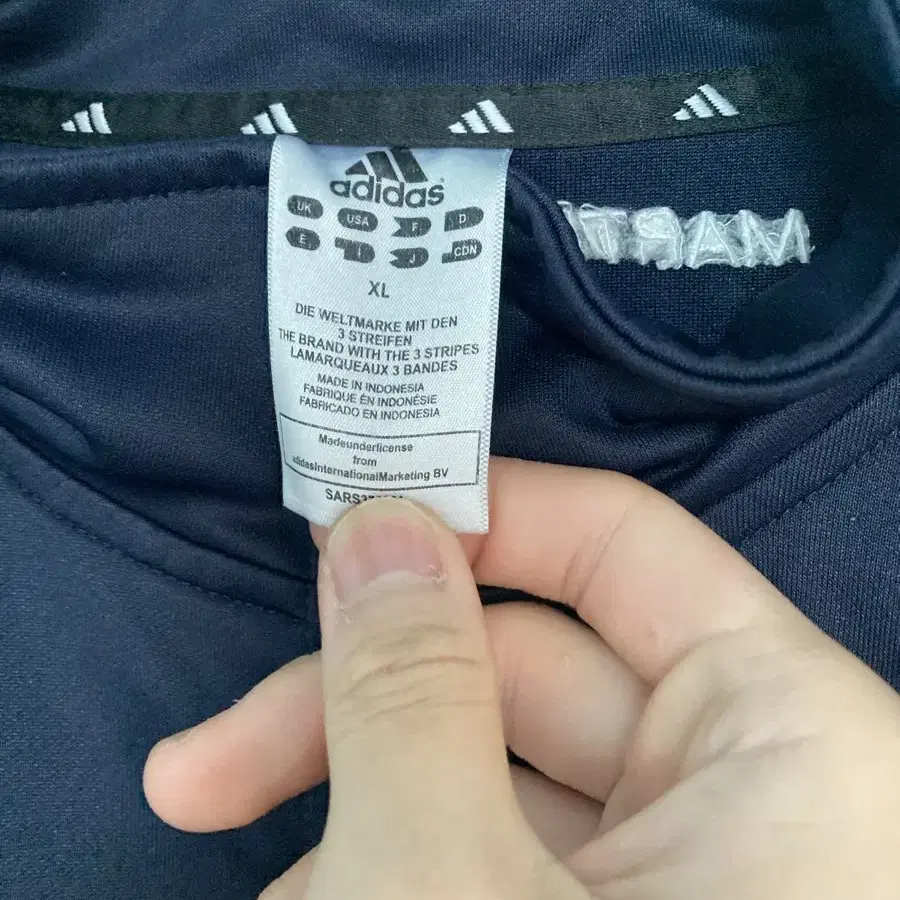 adidas
UK USA F D
E I J CDN
XL
DIE WELTMARKE MIT DEN
3 STREIFEN
THE BRAND WITH THE 3 STRIPES
LAMARQUEAUX 3 BANDES
MADE IN INDONESIA
FABRIQUE EN INDONÉSIE
FABRICADO EN INDONESIA
Madeunderlicense
from
adidasInternationalMarketing BV